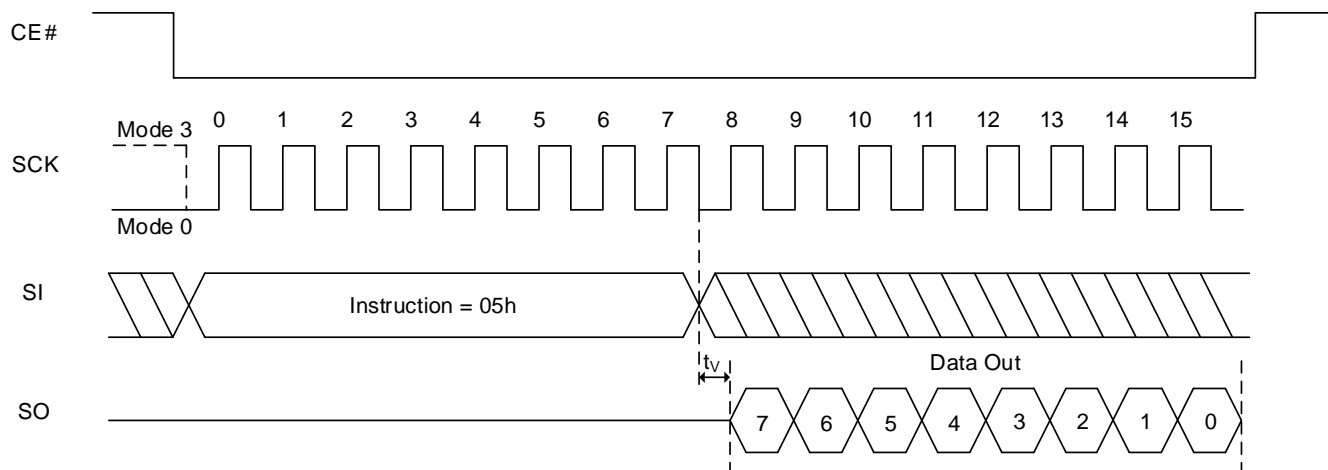 CE#
0 1 2 3 4 5 6 7 8 9 10 11 12 13 14 15
Mode 3
SCK
Mode 0
SI
Instruction = 05h
tV
Data Out
SO
7 6 5 4 3 2 1 0